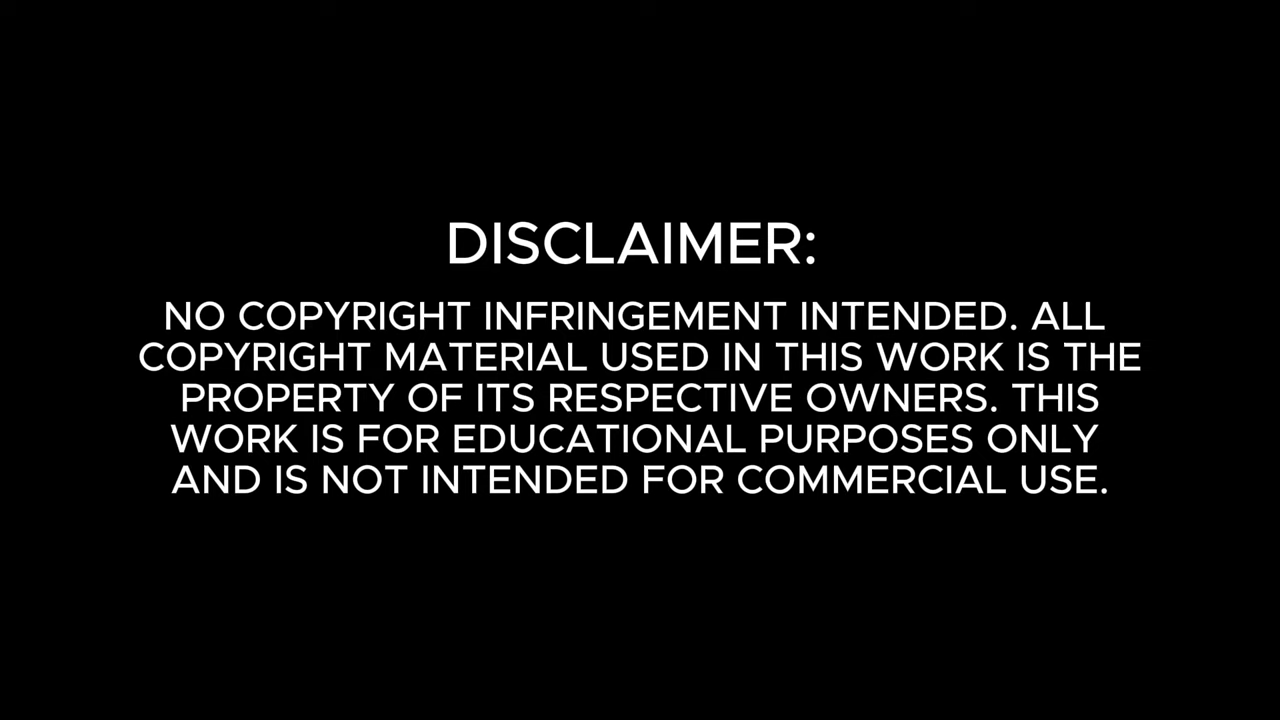 DISCLAIMER:
NO COPYRIGHT INFRINGEMENT INTENDED. ALL
COPYRIGHT MATERIAL USED IN THIS WORK IS THE
PROPERTY OF ITS RESPECTIVE OWNERS. THIS
WORK IS FOR EDUCATIONAL PURPOSES ONLY
AND IS NOT INTENDED FOR COMMERCIAL USE.